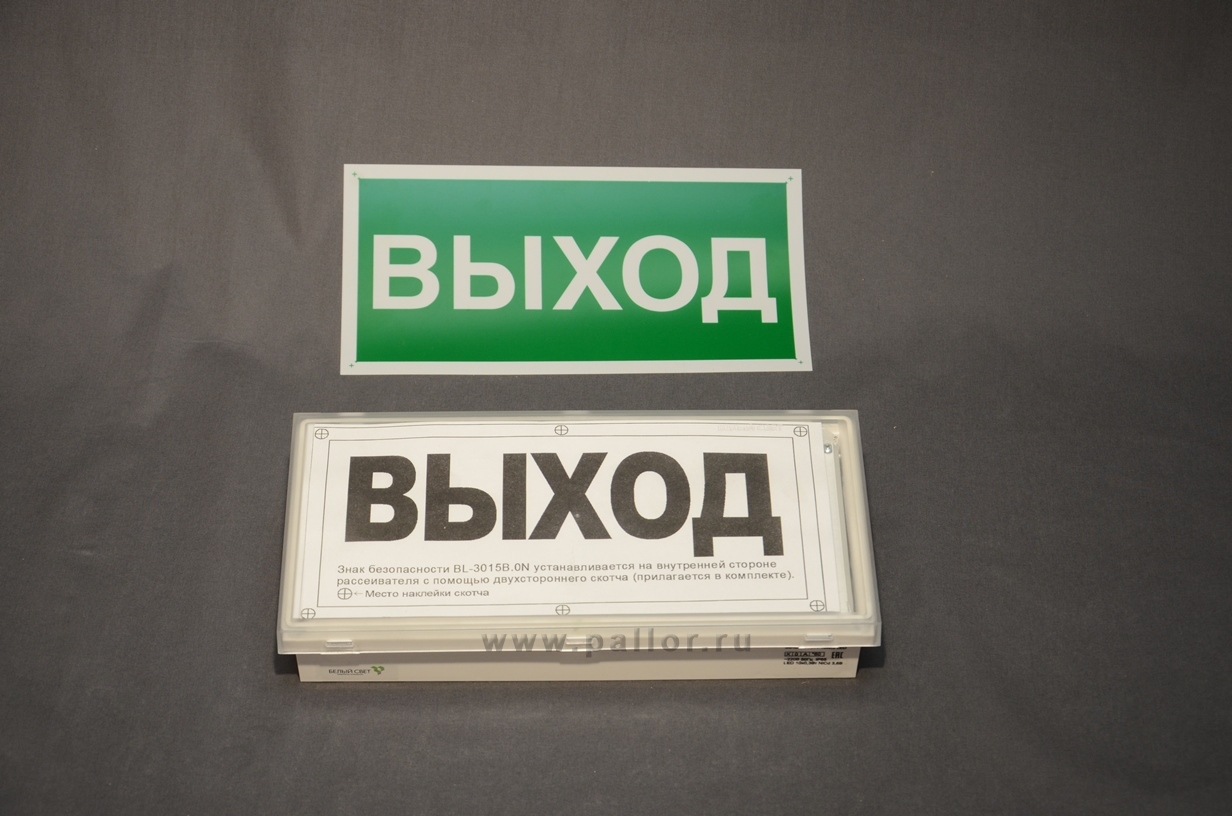 ВЫХОД
ВЫХОД
Знак безопасности BL-3015B.0N устанавливается на внутренней стороне
рассеивателя с помощью двухстороннего скотча (прилагается в комплекте).
←Место наклейки скотча
www.pallor.ru
БЕЛЫЙ СВЕТ
EAC